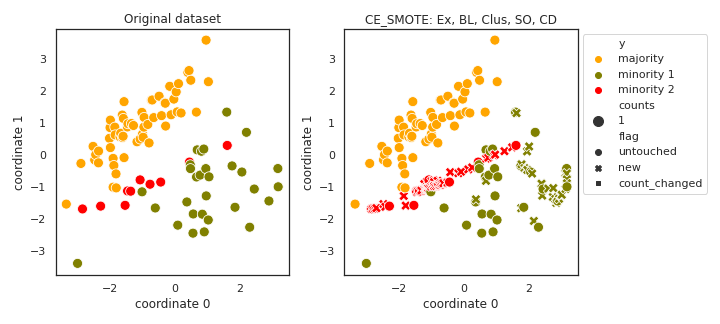 Original dataset
CE_SMOTE: Ex, BL, Clus, SO, CD
coordinate 1
3
2
1
0
−1
−2
−3
−2
0
2
coordinate 0
coordinate 1
3
2
1
0
−1
−2
−3
−2
0
2
coordinate 0
y
majority
minority 1
minority 2
counts
1
flag
untouched
new
count_changed